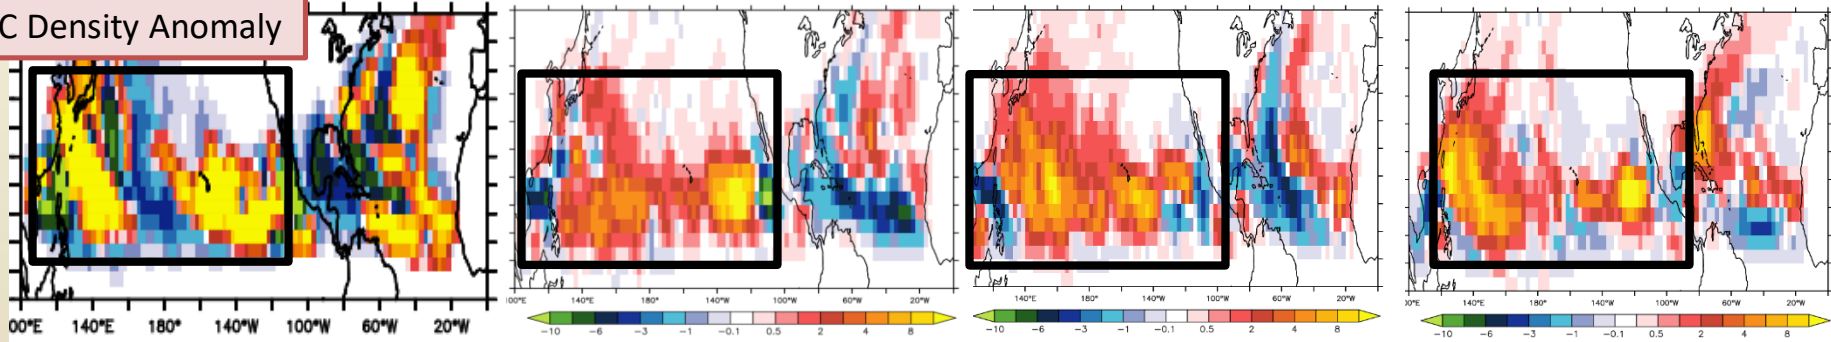 C Density Anomaly
00°E 140°E 180° 140°W 100°W 60°W 20°W
100°E 140°E 180° 140°W 100°W 60°W 20°W
140°E 180° 140°W 100°W 60°W 20°W
0°E 140°E 180° 140°W 100°W 60°W 20°W
−10 −6 −3 −1 −0.1 0.5 2 4 8
−10 −6 −3 −1 −0.1 0.5 2 4 8
−10 −6 −3 −1 −0.1 0.5 2 4 8